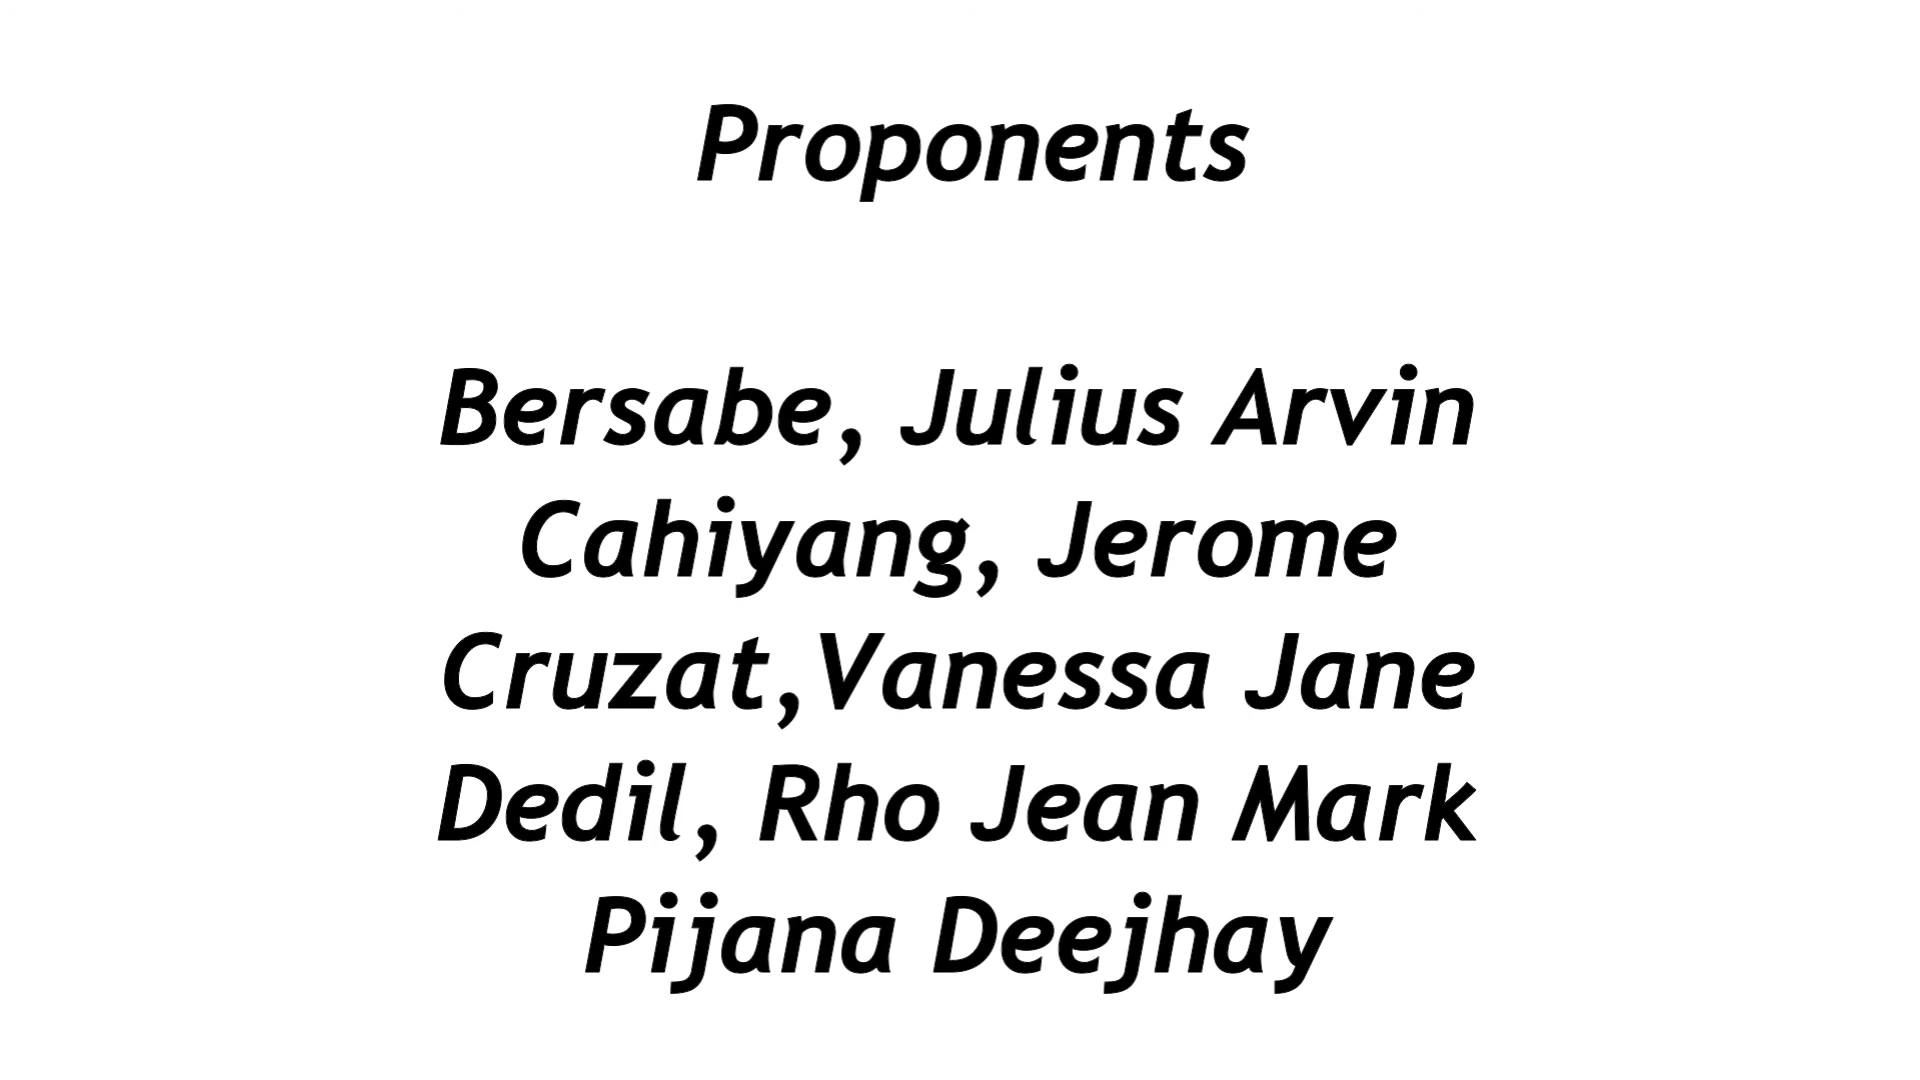 Proponents
Bersabe, Julius Arvin
Cahiyang, Jerome
Cruzat,Vanessa Jane
Dedil, Rho Jean Mark
Pijana Deejhay